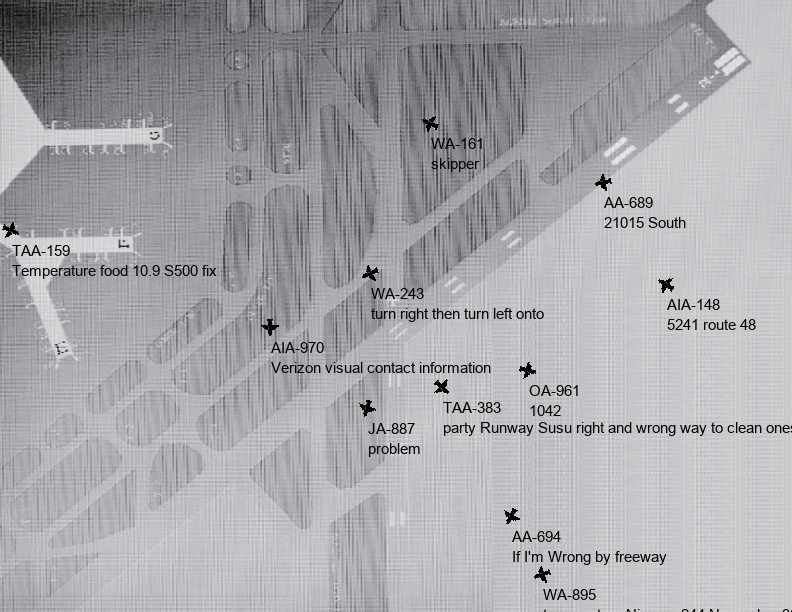 WA-161
skipper
AA-689
21015 South
TAA-159
Temperature food 10.9 S500 fix
WA-243
turn right then turn left onto
AIA-148
5241 route 48
AIA-970
Verizon visual contact information
OA-961
1042
TAA-383
party Runway Susu right and wrong way to clean ones
JA-887
problem
AA-694
If I'm Wrong by freeway
WA-895